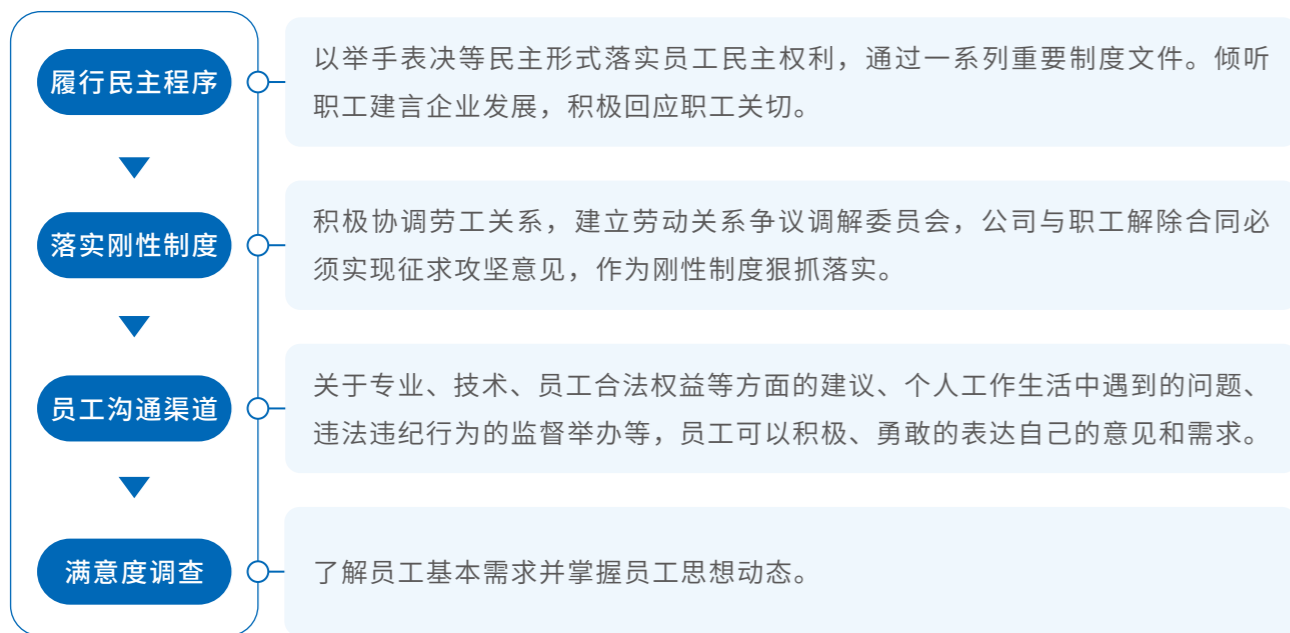 履行民主程序
以举手表决等民主形式落实员工民主权利，通过一系列重要制度文件。倾听
职工建言企业发展，积极回应职工关切。
落实刚性制度
积极协调劳工关系，建立劳动关系争议调解委员会，公司与职工解除合同必
须实现征求攻坚意见，作为刚性制度狠抓落实。
员工沟通渠道
关于专业、技术、员工合法权益等方面的建议、个人工作生活中遇到的问题、
违法违纪行为的监督举办等，员工可以积极、勇敢的表达自己的意见和需求。
满意度调查
了解员工基本需求并掌握员工思想动态。